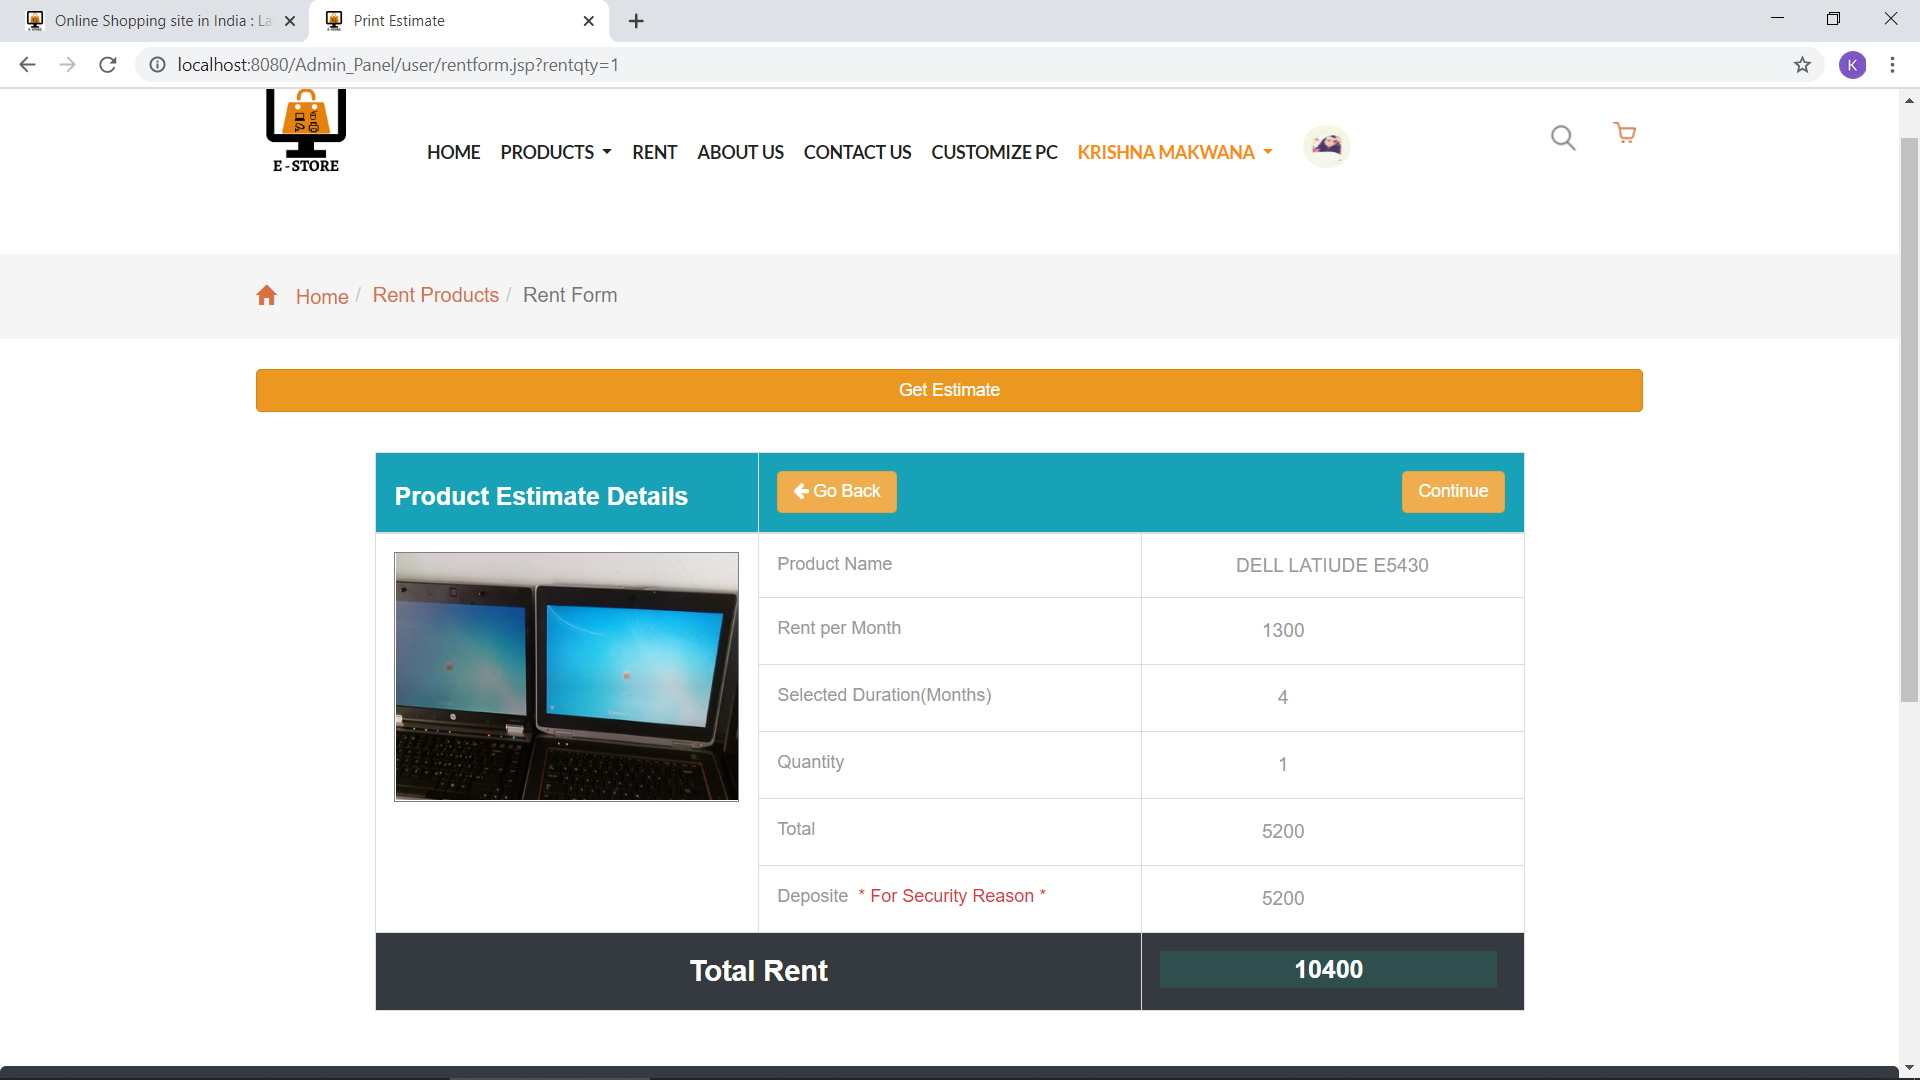 Online Shopping site in India : La
Print Estimate
localhost:8080/Admin_Panel/user/rentform.jsp?rentqty=1
K
E - STORE
HOME PRODUCTS RENT ABOUT US CONTACT US CUSTOMIZE PC KRISHNA MAKWANA
Home / Rent Products / Rent Form
Get Estimate
Product Estimate Details
Go Back
Continue
Product Name DELL LATIUDE E5430
Rent per Month 1300
Selected Duration(Months) 4
Quantity 1
Total 5200
Deposite * For Security Reason * 5200
Total Rent 10400